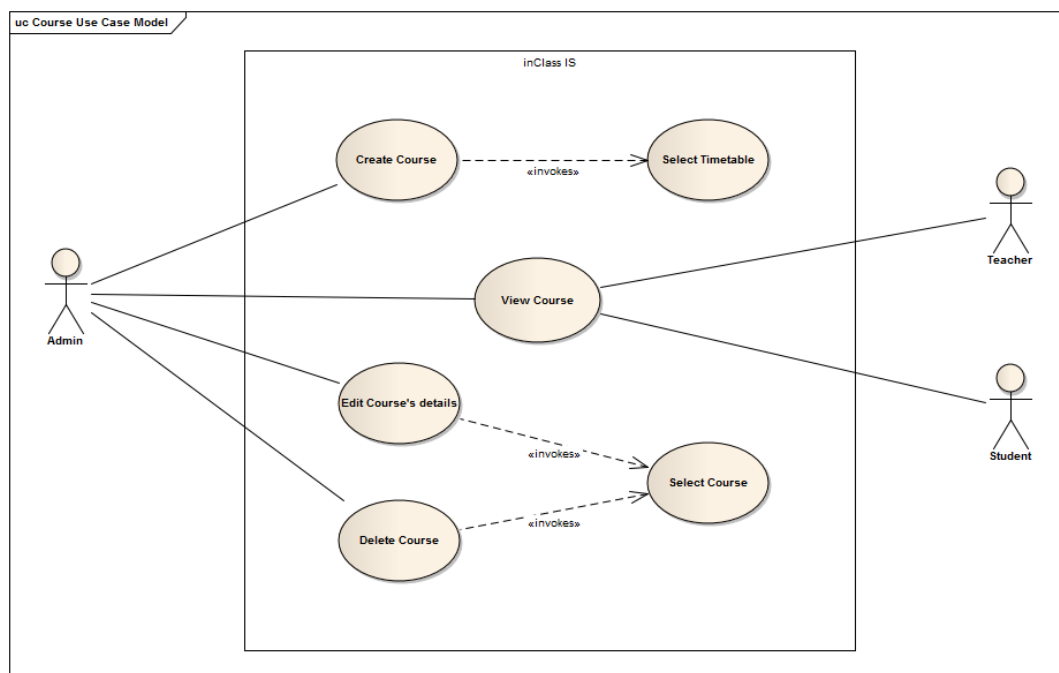 uc Course Use Case Model
inClass IS
Create Course
«invokes»
Select Timetable
Teacher
View Course
Admin
Edit Course's details
«invokes»
Student
Select Course
«invokes»
Delete Course